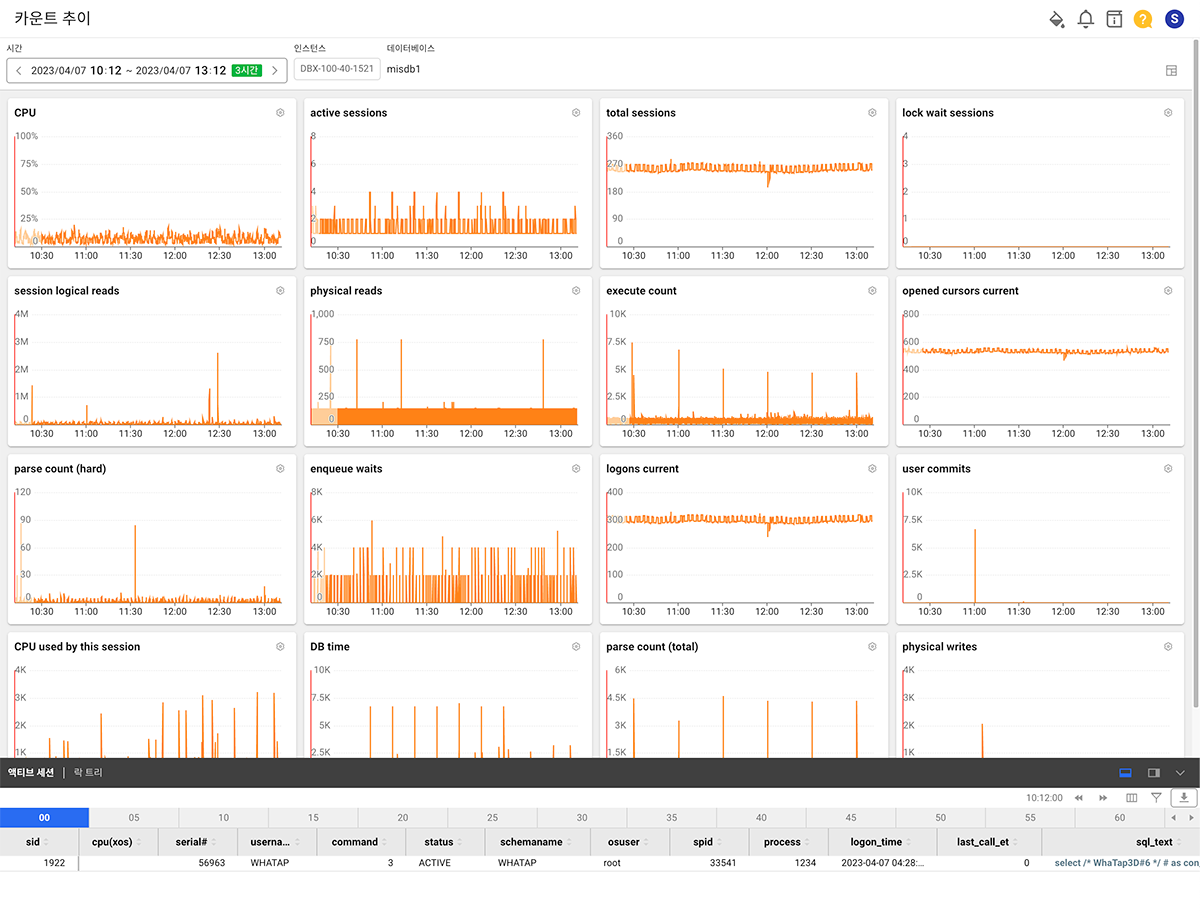 카운트 추이
? S
시간 인스턴스 데이터베이스
2023/04/07 10:12 ~ 2023/04/07 13:12 3시간 DBX-100-40-1521 misdb1
CPU
100%
75%
50%
25%
0
10:30 11:00 11:30 12:00 12:30 13:00
active sessions
8
6
4
2
0
10:30 11:00 11:30 12:00 12:30 13:00
total sessions
360
270
180
90
0
10:30 11:00 11:30 12:00 12:30 13:00
lock wait sessions
4
3
2
1
0
10:30 11:00 11:30 12:00 12:30 13:00
session logical reads
4M
3M
2M
1M
0
10:30 11:00 11:30 12:00 12:30 13:00
physical reads
1,000
750
500
250
0
10:30 11:00 11:30 12:00 12:30 13:00
execute count
10K
7.5K
5K
2.5K
0
10:30 11:00 11:30 12:00 12:30 13:00
opened cursors current
800
600
400
200
0
10:30 11:00 11:30 12:00 12:30 13:00
parse count (hard)
120
90
60
30
0
10:30 11:00 11:30 12:00 12:30 13:00
enqueue waits
8K
6K
4K
2K
0
10:30 11:00 11:30 12:00 12:30 13:00
logons current
400
300
200
100
0
10:30 11:00 11:30 12:00 12:30 13:00
user commits
10K
7.5K
5K
2.5K
0
10:30 11:00 11:30 12:00 12:30 13:00
CPU used by this session
4K
3K
2K
1K
DB time
10K
7.5K
5K
2.5K
parse count (total)
6K
4.5K
3K
1.5K
physical writes
4K
3K
2K
1K
액티브 세션 | 락 트리
10:12:00
00 05 10 15 20 25 30 35 40 45 50 55 60
sid cpu(xos) serial# userna... command status schemaname osuser spid process logon_time last_call_et sql_text
1922 56963 WHATAP 3 ACTIVE WHATAP root 33541 1234 2023-04-07 04:28:... 0 select /* WhaTap3D#6 */ # as con